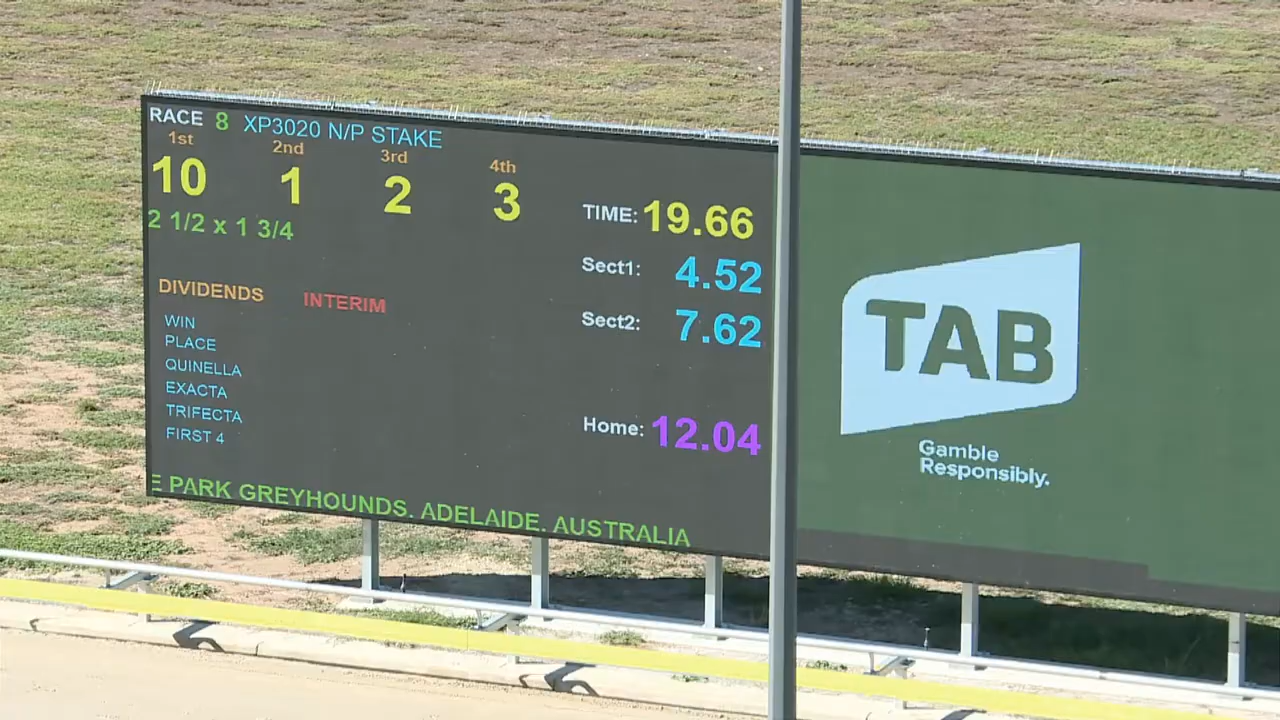 RACE 8 XP3020 N/P STAKE
1st 2nd 3rd 4th
10 1 2 3
2 1/2 x 1 3/4
TIME: 19.66
Sect1: 4.52
Sect2: 7.62
Home: 12.04
DIVIDENDS INTERIM
WIN
PLACE
QUINELLA
EXACTA
TRIFECTA
FIRST 4
E PARK GREYHOUNDS. ADELAIDE. AUSTRALIA
TAB
Gamble
Responsibly.